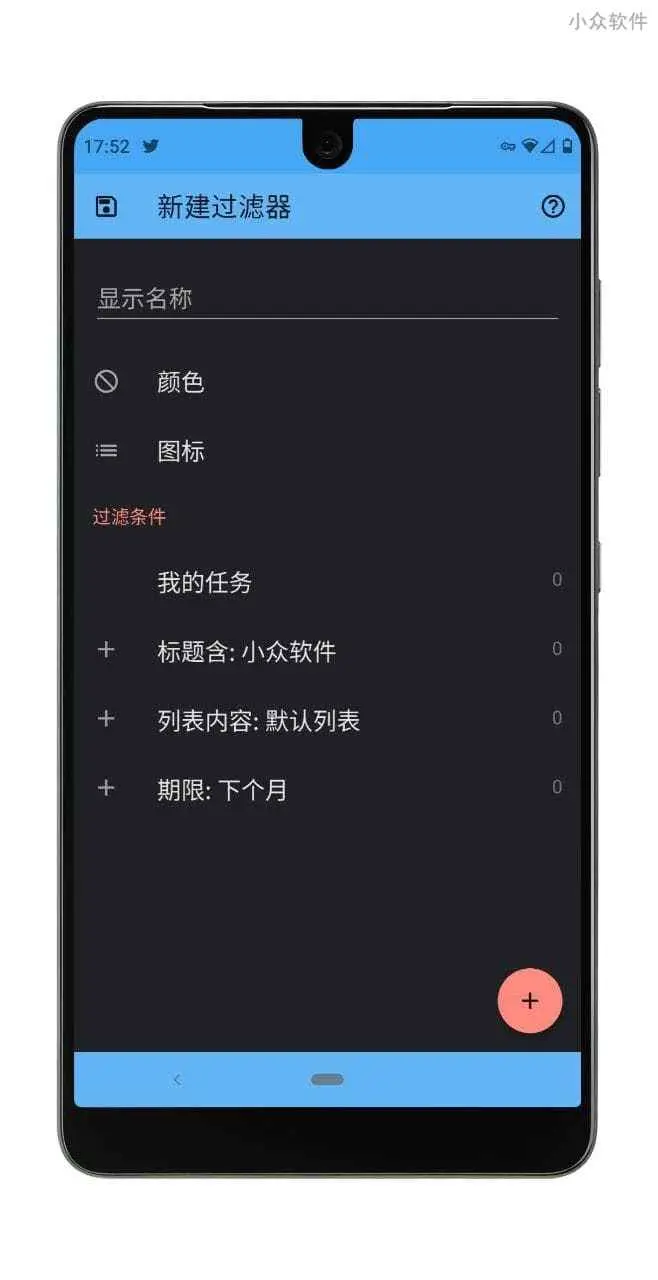 小众软件
17:52
新建过滤器
显示名称
颜色
图标
过滤条件
我的任务 0
标题含: 小众软件 0
列表内容: 默认列表 0
期限: 下个月 0